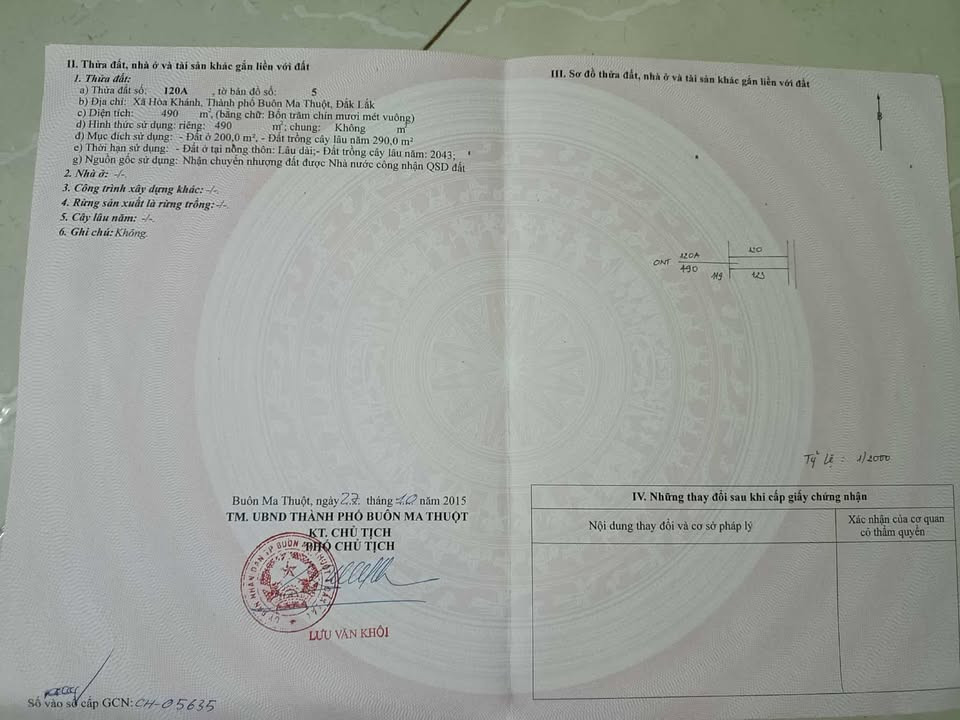 II. Thửa đất, nhà ở và tài sản khác gắn liền với đất
1. Thửa đất:
a) Thửa đất số: 120A , tờ bản đồ số: 5
b) Địa chỉ: Xã Hòa Khánh, Thành phố Buôn Ma Thuột, Đắk Lắk
c) Diện tích: 490 m², (bằng chữ: Bốn trăm chín mươi mét vuông)
d) Hình thức sử dụng: riêng: 490 m²; chung: Không m²
đ) Mục đích sử dụng: - Đất ở 200,0 m², - Đất trồng cây lâu năm 290,0 m²
e) Thời hạn sử dụng: - Đất ở tại nông thôn: Lâu dài;- Đất trồng cây lâu năm: 2043;
g) Nguồn gốc sử dụng: Nhận chuyển nhượng đất được Nhà nước công nhận QSD đất
2. Nhà ở: -/-.
3. Công trình xây dựng khác: -/-.
4. Rừng sản xuất là rừng trồng: -/-.
5. Cây lâu năm: -/-.
6. Ghi chú: Không.
Buôn Ma Thuột, ngày 27 tháng 10 năm 2015
TM. UBND THÀNH PHỐ BUÔN MA THUỘT
KT. CHỦ TỊCH
PHÓ CHỦ TỊCH
LƯU VĂN KHÔI
Số vào sổ cấp GCN: CH-05635
III. Sơ đồ thửa đất, nhà ở và tài sản khác gắn liền với đất
B
120
ONT 120A
490
119
123
Tỷ lệ : 1/2000
IV. Những thay đổi sau khi cấp giấy chứng nhận
Nội dung thay đổi và cơ sở pháp lý
Xác nhận của cơ quan
có thẩm quyền